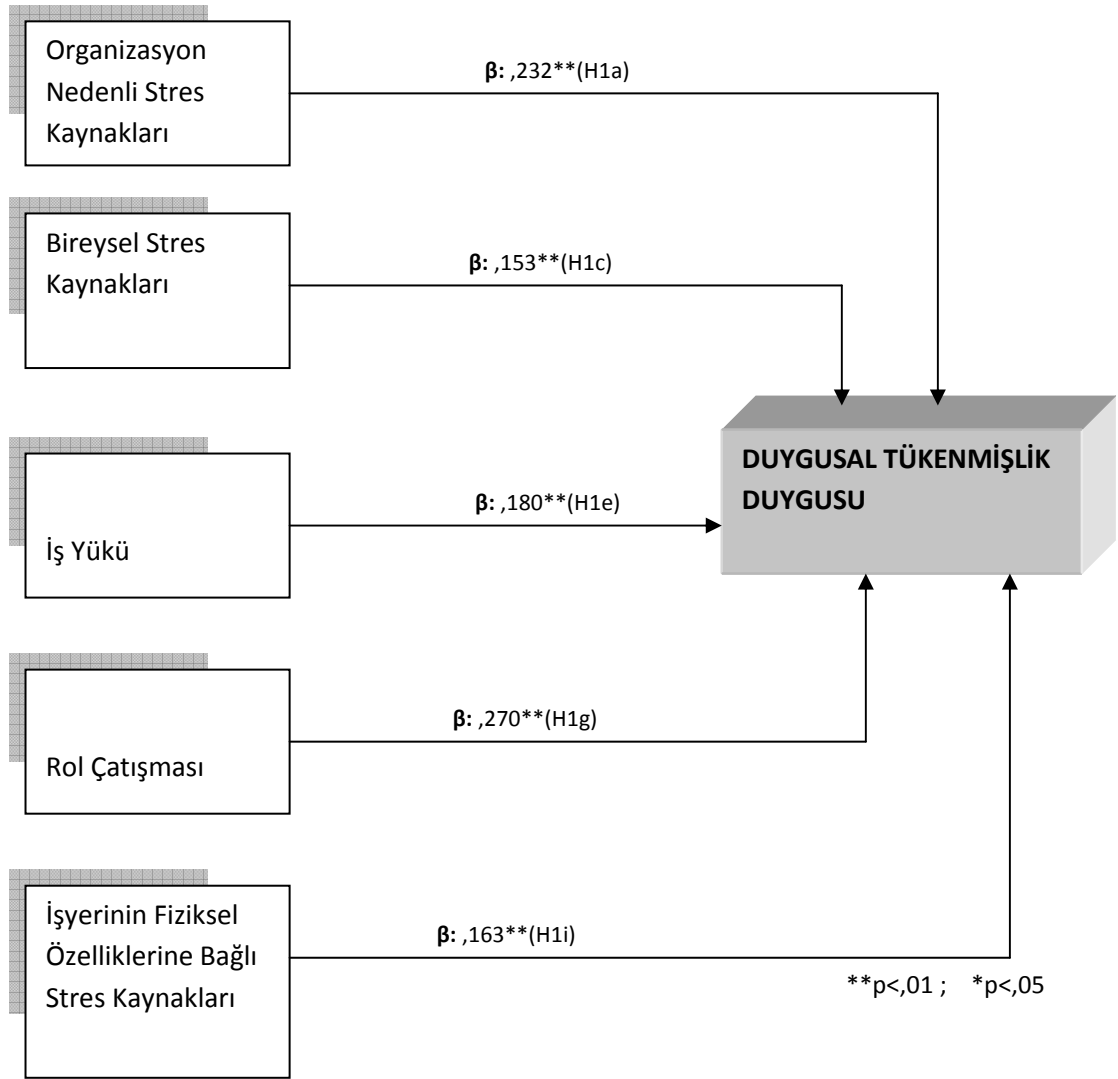 Organizasyon
Nedenli Stres
Kaynakları
β: ,232**(H1a)
Bireysel Stres
Kaynakları
β: ,153**(H1c)
DUYGUSAL TÜKENMİŞLİK
DUYGUSU
İş Yükü
β: ,180**(H1e)
Rol Çatışması
β: ,270**(H1g)
İşyerinin Fiziksel
Özelliklerine Bağlı
Stres Kaynakları
β: ,163**(H1i)
**p<,01 ; *p<,05